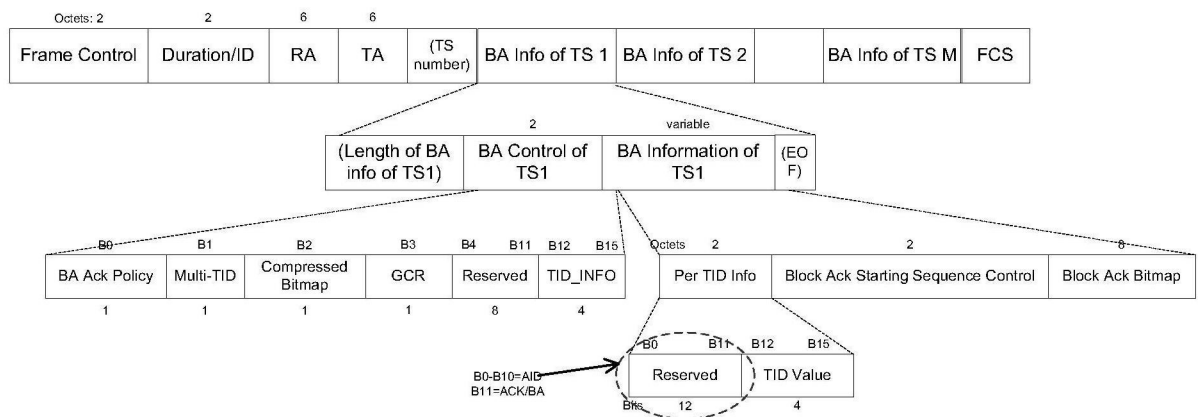 Octets: 2 2 6 6
Frame Control Duration/ID RA TA (TS number) BA Info of TS 1 BA Info of TS 2 BA Info of TS M FCS
2 variable
(Length of BA info of TS1) BA Control of TS1 BA Information of TS1 (EOF)
B0 B1 B2 B3 B4 B11 B12 B15 Octets 2 2 8
BA Ack Policy Multi-TID Compressed Bitmap GCR Reserved TID_INFO Per TID Info Block Ack Starting Sequence Control Block Ack Bitmap
1 1 1 1 8 4
B0 B11 B12 B15
B0-B10=AID
B11=ACK/BA
Reserved TID Value
Bits 12 4